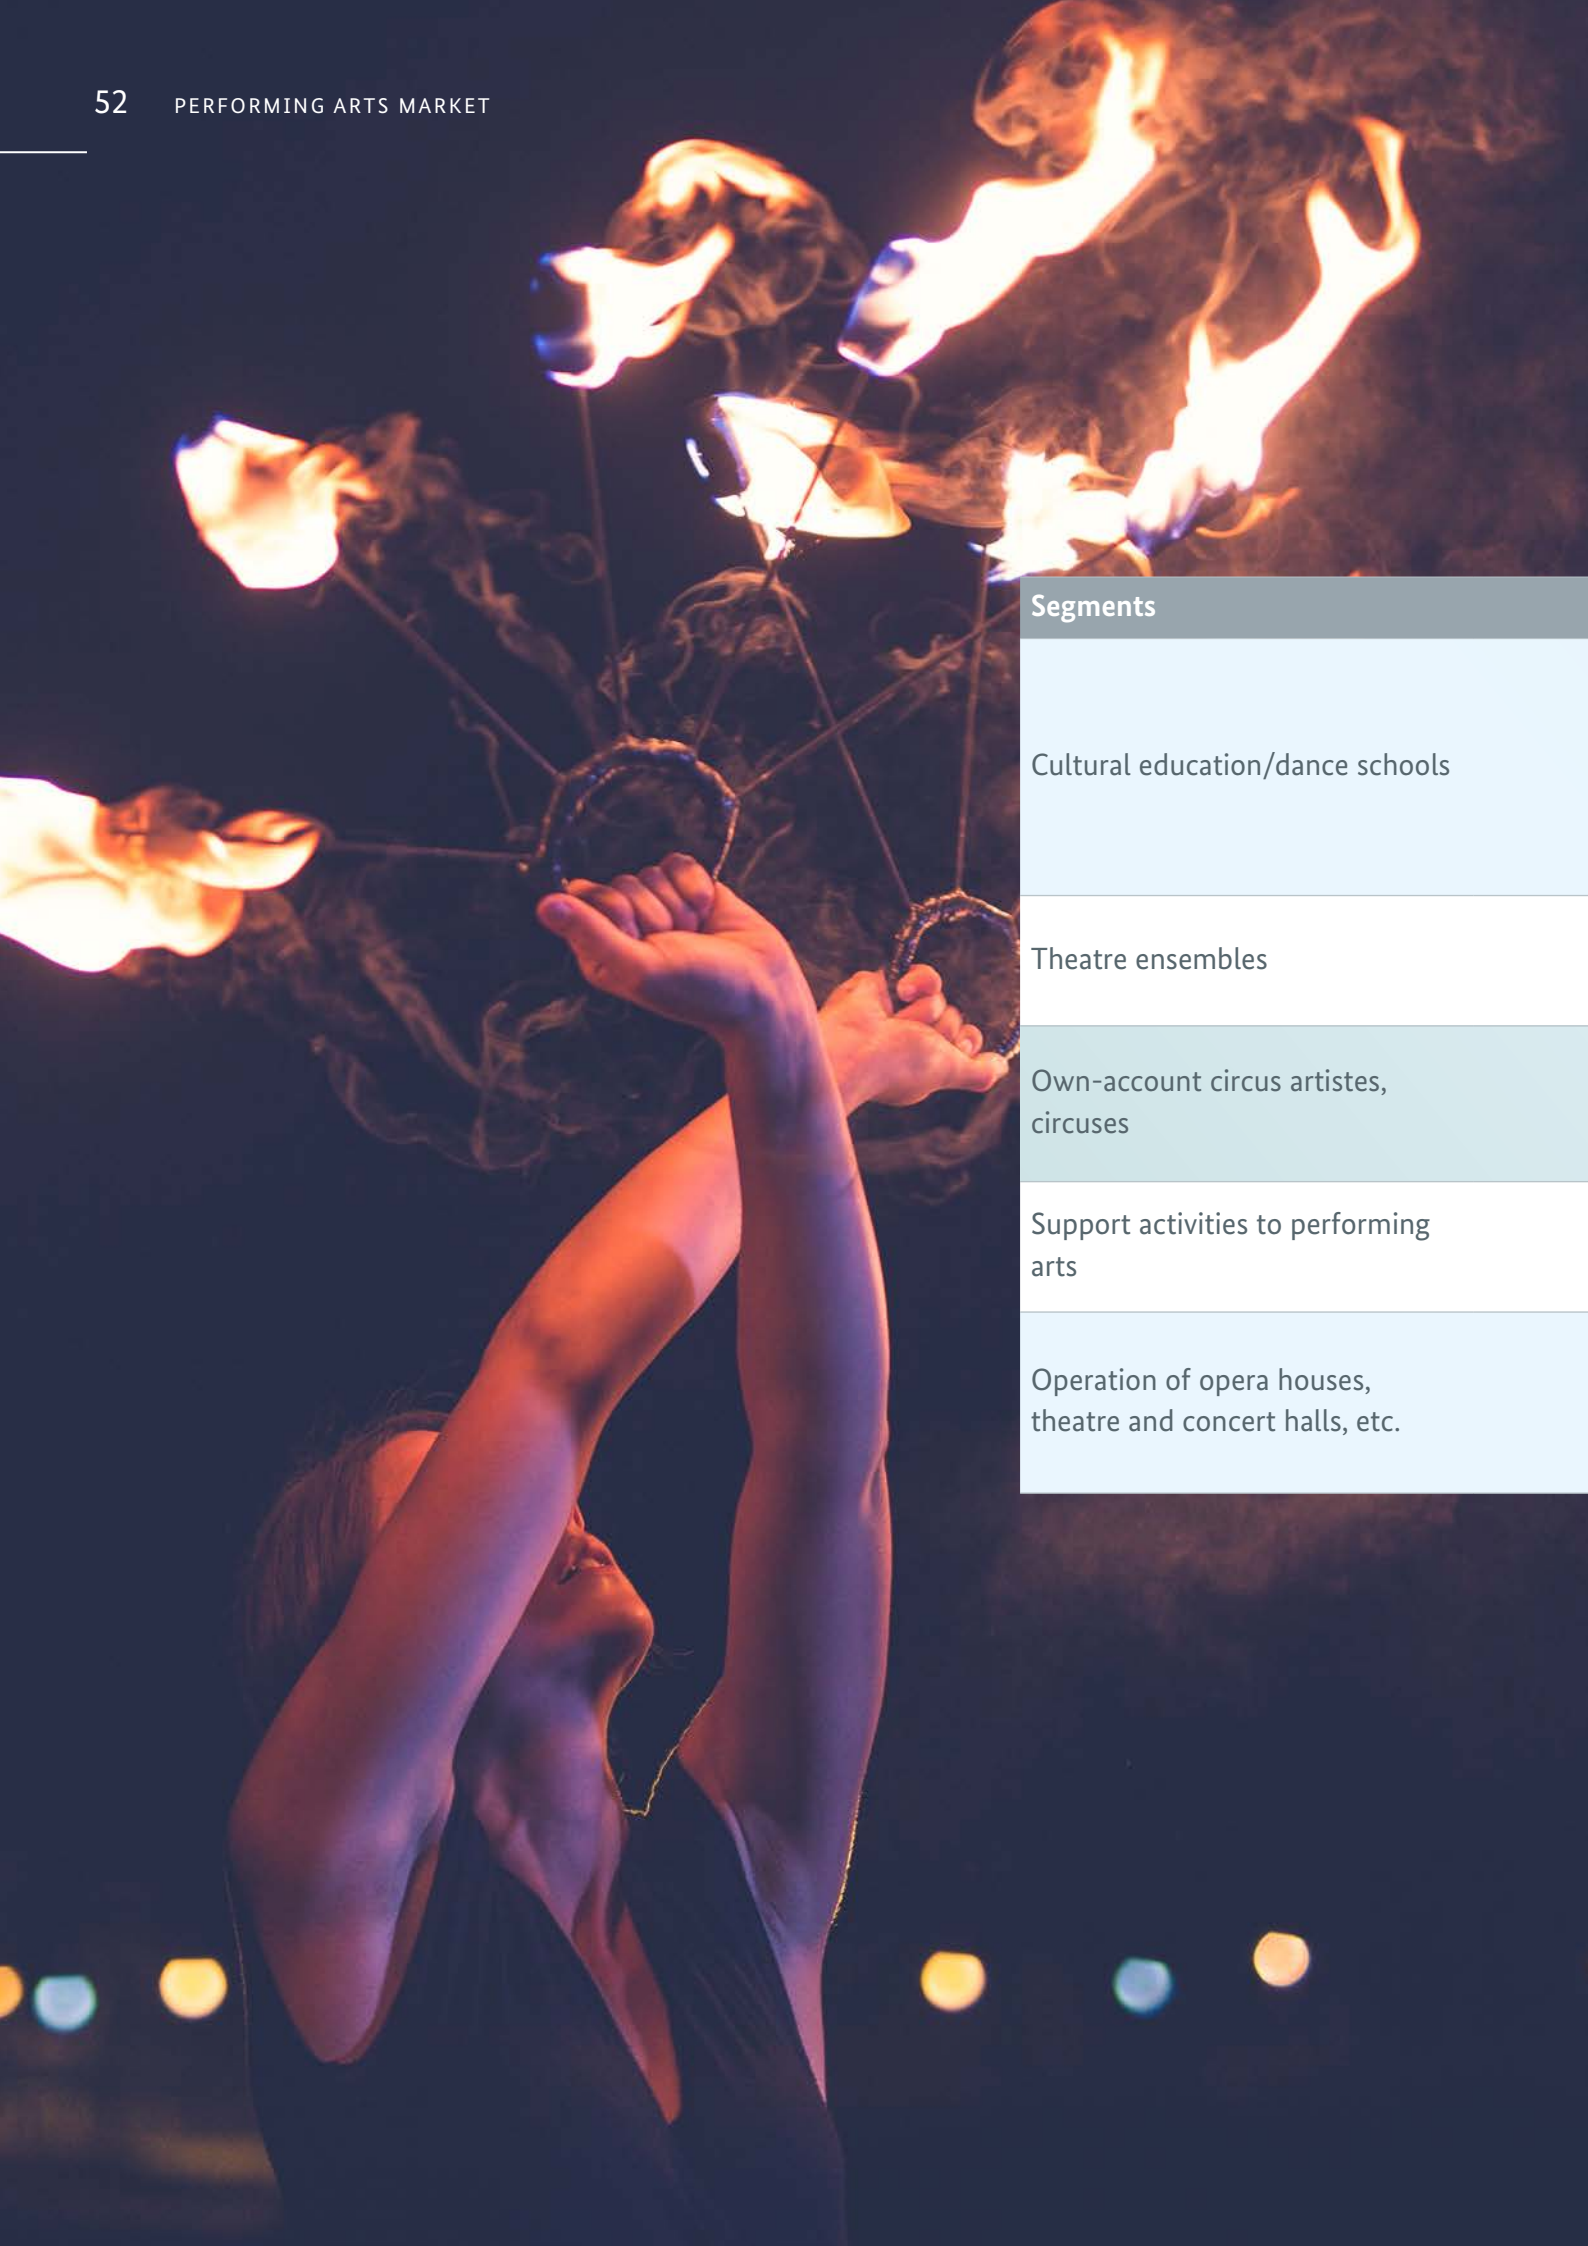 52 PERFORMING ARTS MARKET
Segments
Cultural education/dance schools
Theatre ensembles
Own-account circus artistes,
circuses
Support activities to performing
arts
Operation of opera houses,
theatre and concert halls, etc.